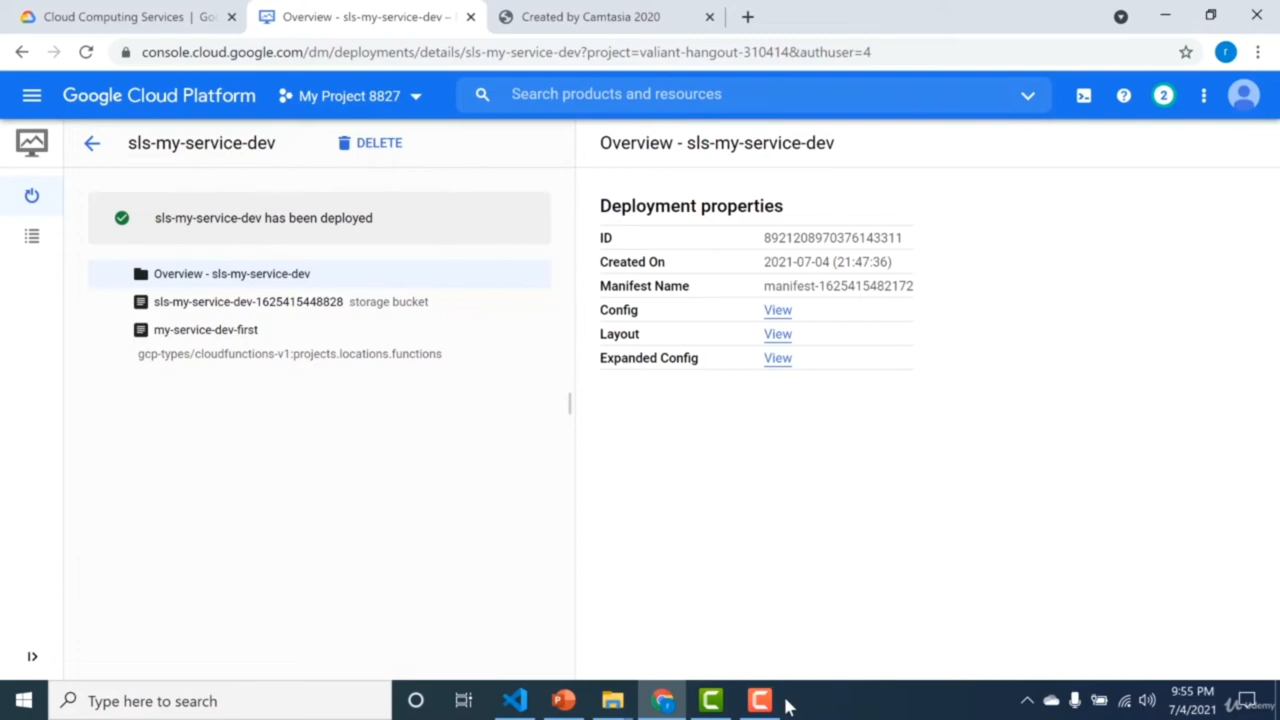 Cloud Computing Services | Go
Overview - sls-my-service-dev –
Created by Camtasia 2020
console.cloud.google.com/dm/deployments/details/sls-my-service-dev?project=valiant-hangout-310414&authuser=4
r
Google Cloud Platform
My Project 8827
Search products and resources
2
sls-my-service-dev
DELETE
Overview - sls-my-service-dev
sls-my-service-dev has been deployed
Overview - sls-my-service-dev
sls-my-service-dev-1625415448828 storage bucket
my-service-dev-first
gcp-types/cloudfunctions-v1:projects.locations.functions
Deployment properties
ID 8921208970376143311
Created On 2021-07-04 (21:47:36)
Manifest Name manifest-1625415482172
Config View
Layout View
Expanded Config View
Type here to search
9:55 PM
7/4/2021
Udemy